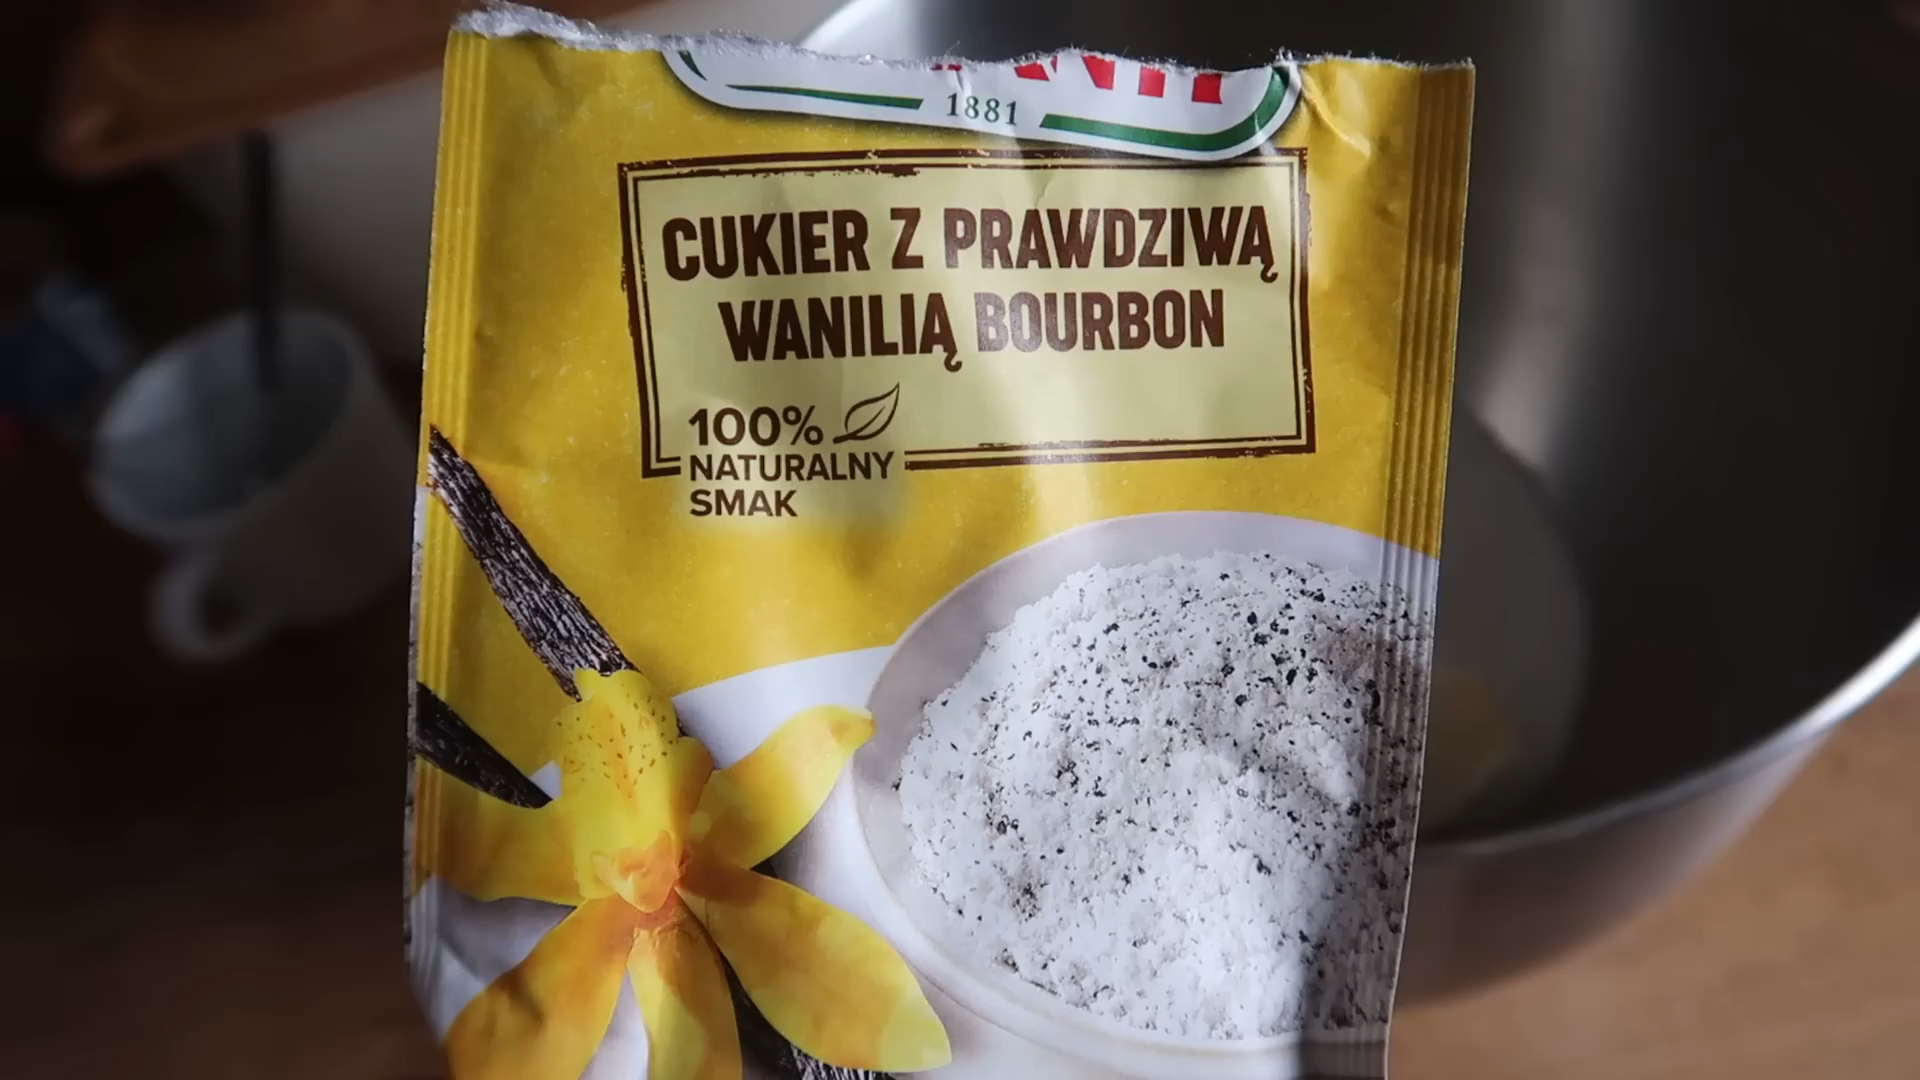 1881
CUKIER Z PRAWDZIWĄ
WANILIĄ BOURBON
100%
NATURALNY
SMAK